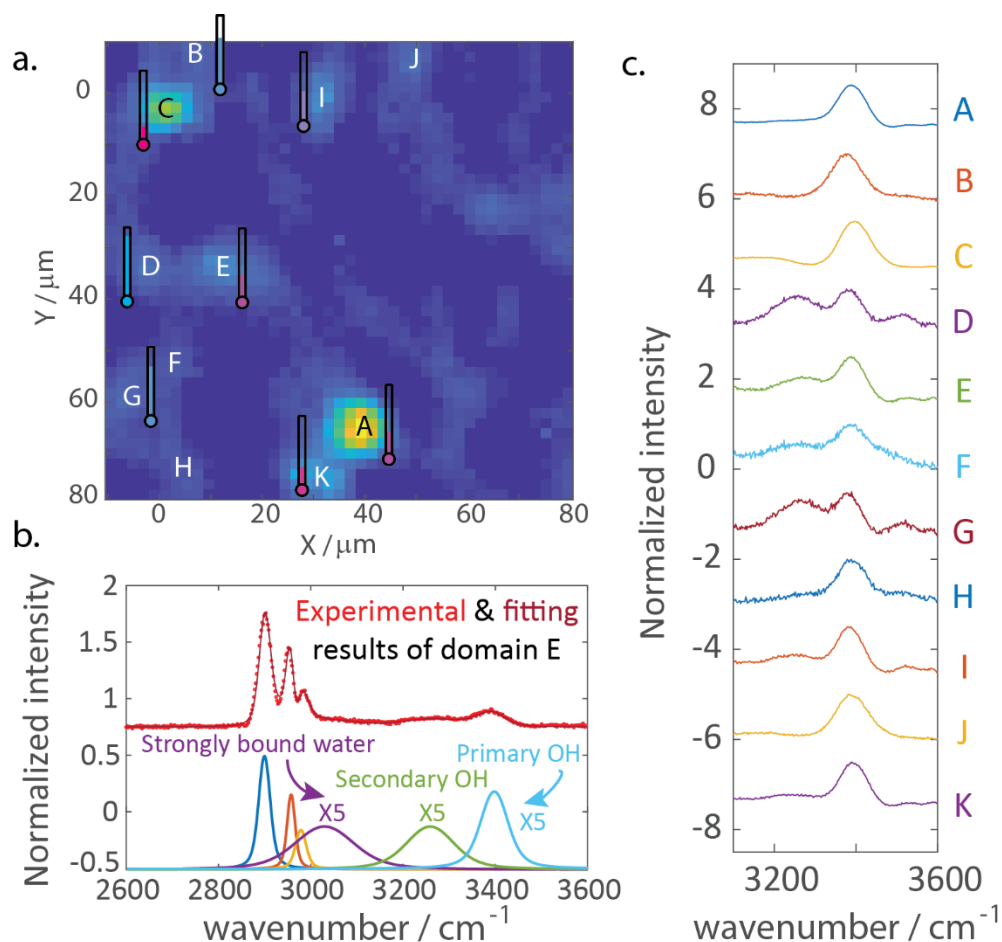 a.
B
J
C
I
0
20
D
E
Y / μm
40
F
G
60
A
H
K
80
0
20
40
60
80
X / μm
b.
2
1.5
1
0.5
0
-0.5
Normalized intensity
Experimental & fitting
results of domain E
Strongly bound water
Primary OH
Secondary OH
X5
X5
X5
2600
3000
3200
3400
3600
wavenumber / cm⁻¹
c.
8
6
4
2
0
-2
-4
-6
-8
Normalized intensity
A
B
C
D
E
F
G
H
I
J
K
3200
3600
wavenumber / cm⁻¹